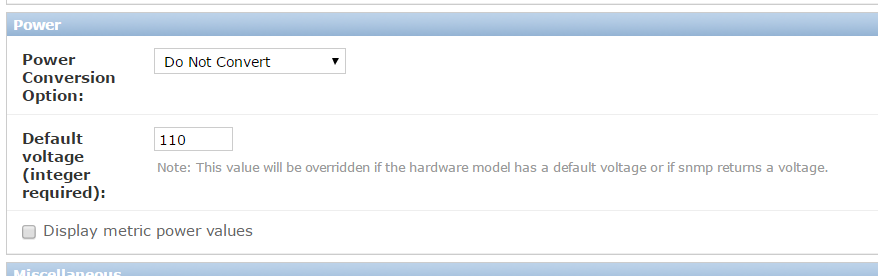 Power
Power
Conversion
Option:
Do Not Convert
Default
voltage
(integer
required):
110
Note: This value will be overridden if the hardware model has a default voltage or if snmp returns a voltage.
Display metric power values
Miscellaneous